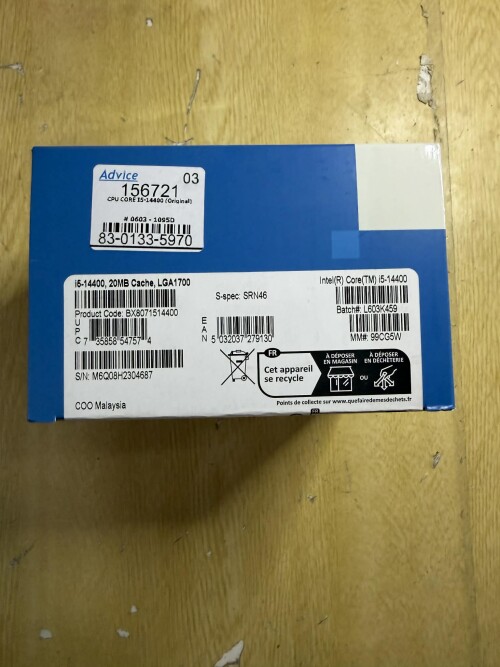 Advice
03
156721
CPU CORE I5-14400 (Original)
# 0603 - 1095D
83-0133-5970
i5-14400, 20MB Cache, LGA1700
Intel(R) Core(TM) i5-14400
S-spec: SRN46
Product Code: BX8071514400
Batch#: L603K459
UPC 7 35858 54757 4
EAN 5 032037 279130
MM#: 99CG5W
S/N: M6Q08H2304687
FR
Cet appareil
se recycle
À DÉPOSER
EN MAGASIN
OU
À DÉPOSER
EN DÉCHÈTERIE
Points de collecte sur www.quefairedemesdechets.fr
COO Malaysia